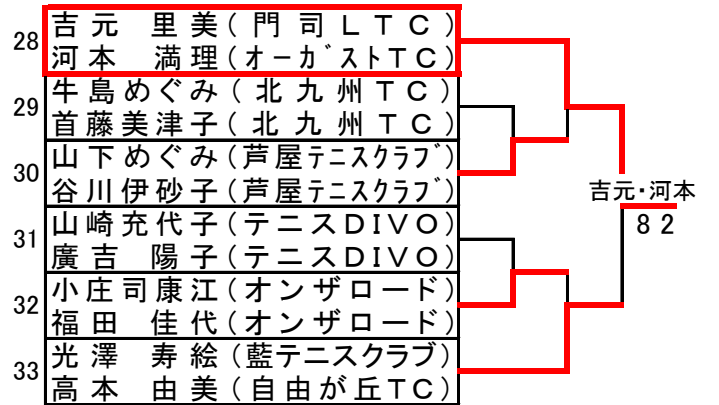 28
吉元 里美(門司LTC)
河本 満理(オーガストTC)
29
牛島めぐみ(北九州TC)
首藤美津子(北九州TC)
30
山下めぐみ(芦屋テニスクラブ)
谷川伊砂子(芦屋テニスクラブ)
31
山崎充代子(テニスDIVO)
廣吉 陽子(テニスDIVO)
32
小庄司康江(オンザロード)
福田 佳代(オンザロード)
33
光澤 寿絵(藍テニスクラブ)
高本 由美(自由が丘TC)
吉元・河本
82